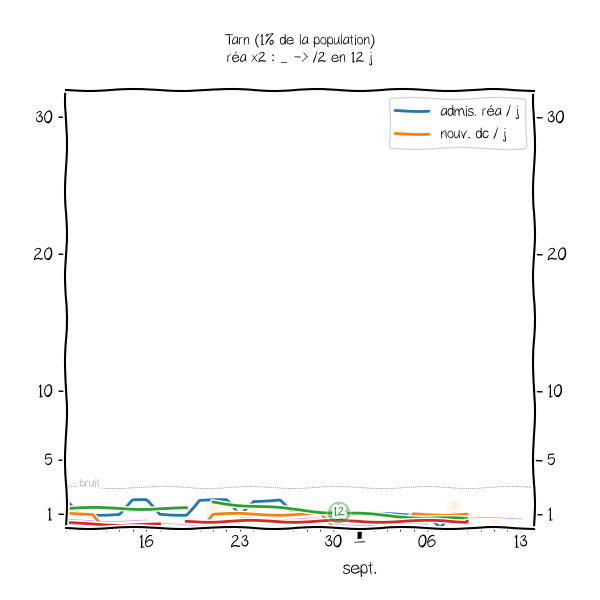 Tarn (1% de la population)
réa x2 : _ -> /2 en 12 j
admis. réa / j
nouv. dc / j
30
30
20
20
10
10
5
5
bruit
1
1
12
16
23
30
06
13
sept.